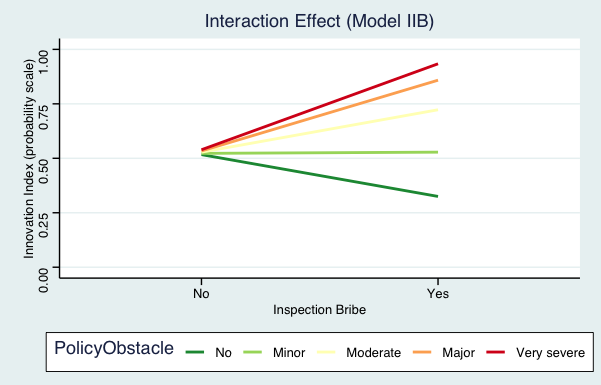 Interaction Effect (Model IIB)
Innovation Index (probability scale)
1.00
0.75
0.50
0.25
0.00
No Yes
Inspection Bribe
PolicyObstacle No Minor Moderate Major Very severe